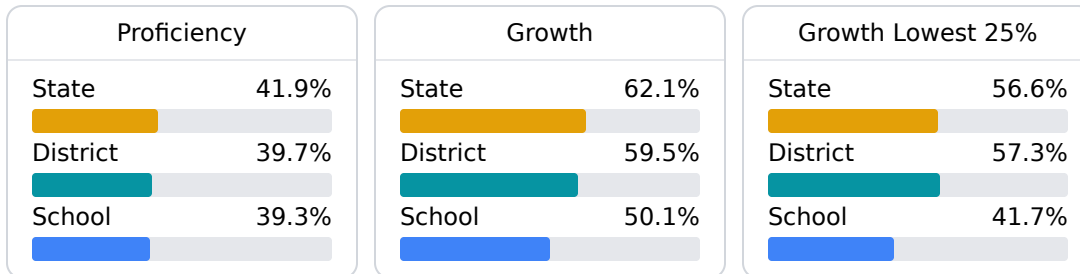 Proficiency
State 41.9%
District 39.7%
School 39.3%
Growth
State 62.1%
District 59.5%
School 50.1%
Growth Lowest 25%
State 56.6%
District 57.3%
School 41.7%